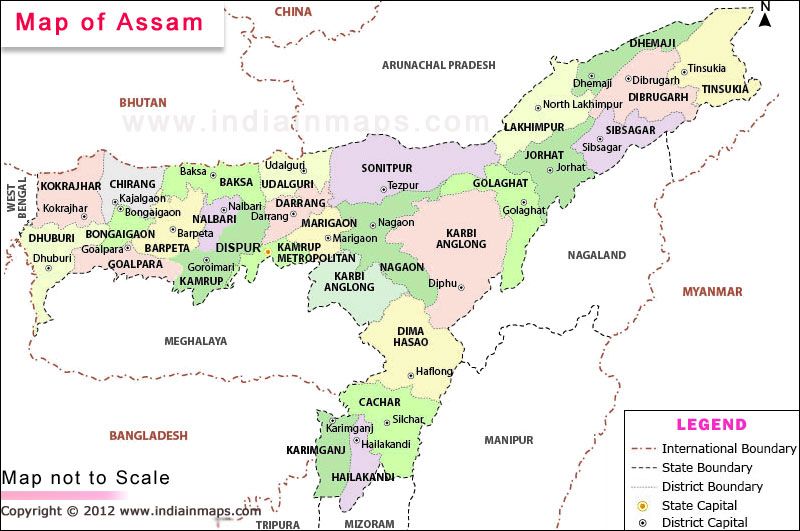 Map of Assam
CHINA
N
ARUNACHAL PRADESH
BHUTAN
www.indiainmaps.com
DHEMAJI
Tinsukia
Dhemaji
Dibrugarh
TINSUKIA
DIBRUGARH
North Lakhimpur
LAKHIMPUR
SIBSAGAR
Sibsagar
JORHAT
Jorhat
WEST
BENGAL
KOKRAJHAR
Kokrajhar
CHIRANG
Kajalgaon
Bongaigaon
Baksa
BAKSA
Udalguri
UDALGURI
SONITPUR
Tezpur
GOLAGHAT
Golaghat
NALBARI
Nalbari
DARRANG
Darrang
MARIGAON
Marigaon
Nagaon
KARBI
ANGLONG
DHUBURI
Dhuburi
BONGAIGAON
Goalpara
GOALPARA
BARPETA
Barpeta
DISPUR
KAMRUP
METROPOLITAN
Goroimari
KAMRUP
KARBI
ANGLONG
NAGAON
Diphu
NAGALAND
MYANMAR
MEGHALAYA
DIMA
HASAO
Haflong
CACHAR
Silchar
Karimganj
KARIMGANJ
Hailakandi
HAILAKANDI
BANGLADESH
MANIPUR
TRIPURA
MIZORAM
Map not to Scale
Copyright © 2012 www.indiainmaps.com
LEGEND
International Boundary
State Boundary
District Boundary
State Capital
District Capital